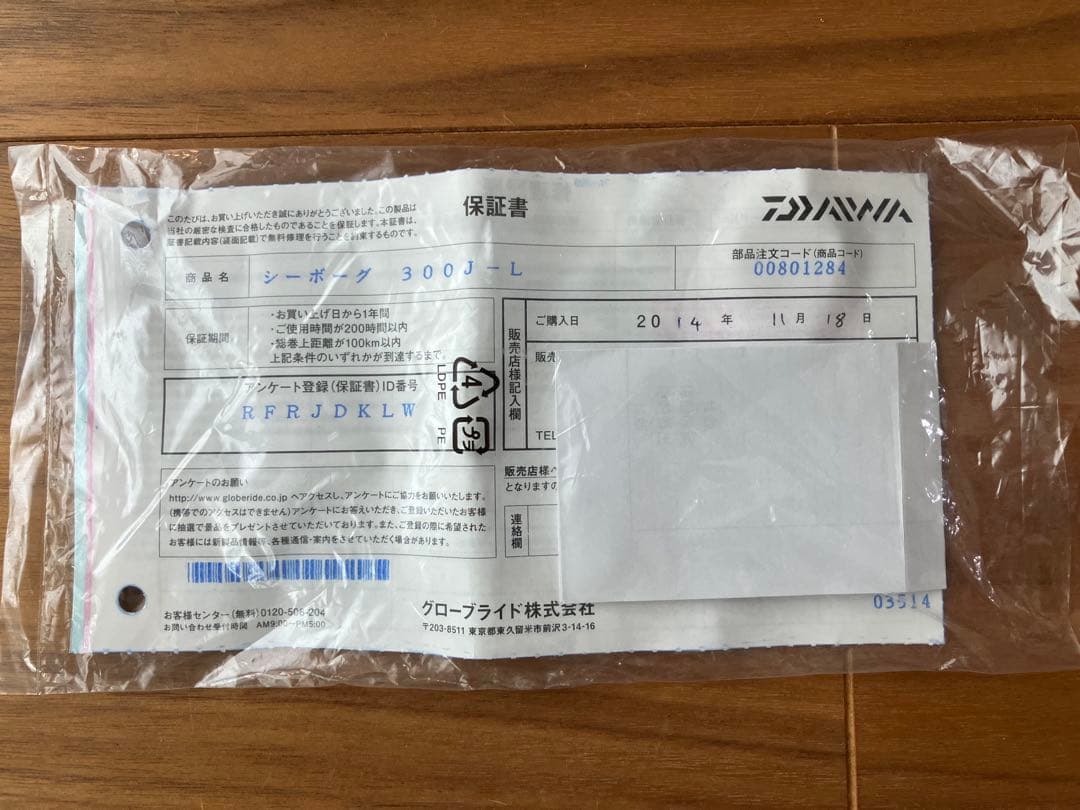 このたびは、お買い上げいただき誠にありがとうございました。この製品は
当社の厳密な検査に合格したものであることを保証します。本証書は、
証書記載内容(裏面記載)で無料修理を行うことを約束するものです。
保証書
DAIWA
商品名
シーボーグ 300J-L
部品注文コード(商品コード)
00801284
保証期間
・お買い上げ日から1年間
・ご使用時間が200時間以内
・総巻上距離が100km以内
上記条件のいずれかが到達するまで。
販売店様記入欄
ご購入日 2014年 11月 18日
販売
TEL
アンケート登録(保証書)ID番号
RFRJDKLW
4
LDPE
プラ
PE
アンケートのお願い
http://www.globeride.co.jp へアクセスし、アンケートにご協力をお願いいたします。
(携帯でのアクセスはできません)アンケートにお答えいただき、ご登録いただいたお客様
に抽選で景品をプレゼントさせていただいております。また、ご登録の際に希望された
お客様には新製品情報等、各種通信・案内をさせていただく場合があります。
販売店様へ
となりますの
連絡欄
お客様センター(無料)0120-506-204
お問い合わせ受付時間 AM9:00~PM5:00
グローブライド株式会社
〒203-8511 東京都東久留米市前沢3-14-16
03514